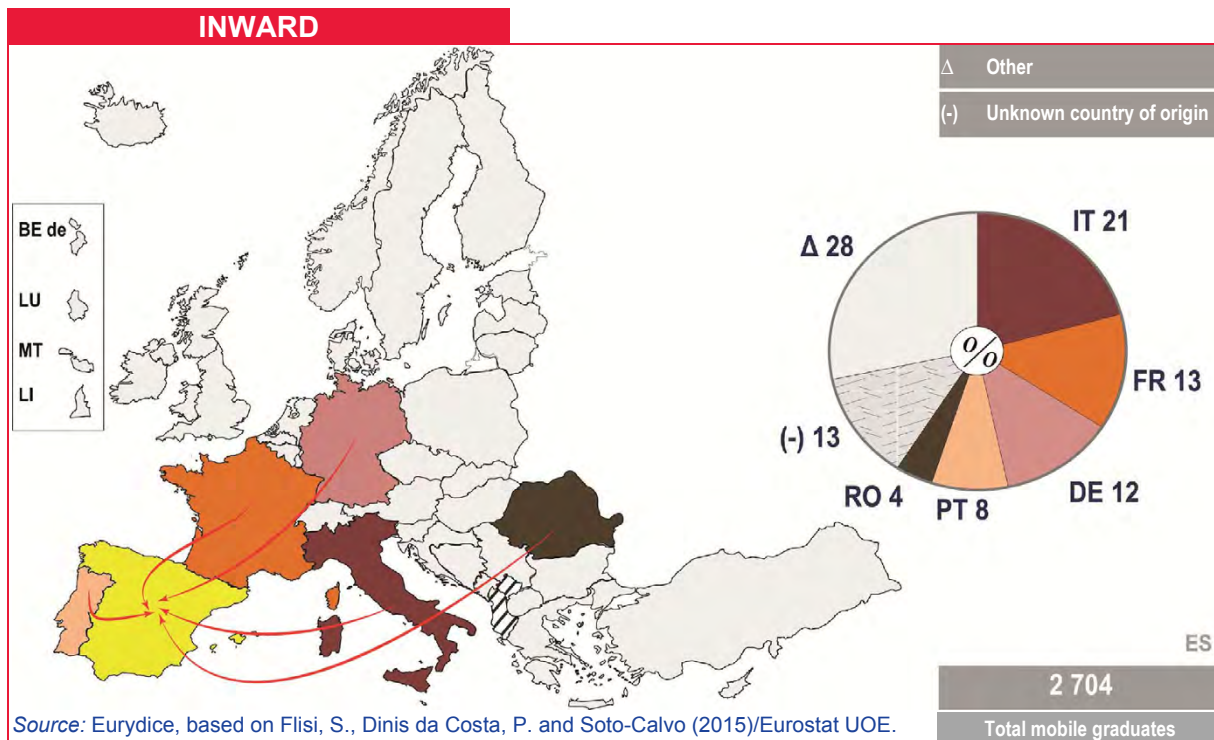 INWARD
Δ Other
(-) Unknown country of origin
BE de
LU
MT
LI
Δ 28
IT 21
%
FR 13
(-) 13
RO 4
PT 8
DE 12
ES
2 704
Total mobile graduates
Source: Eurydice, based on Flisi, S., Dinis da Costa, P. and Soto-Calvo (2015)/Eurostat UOE.